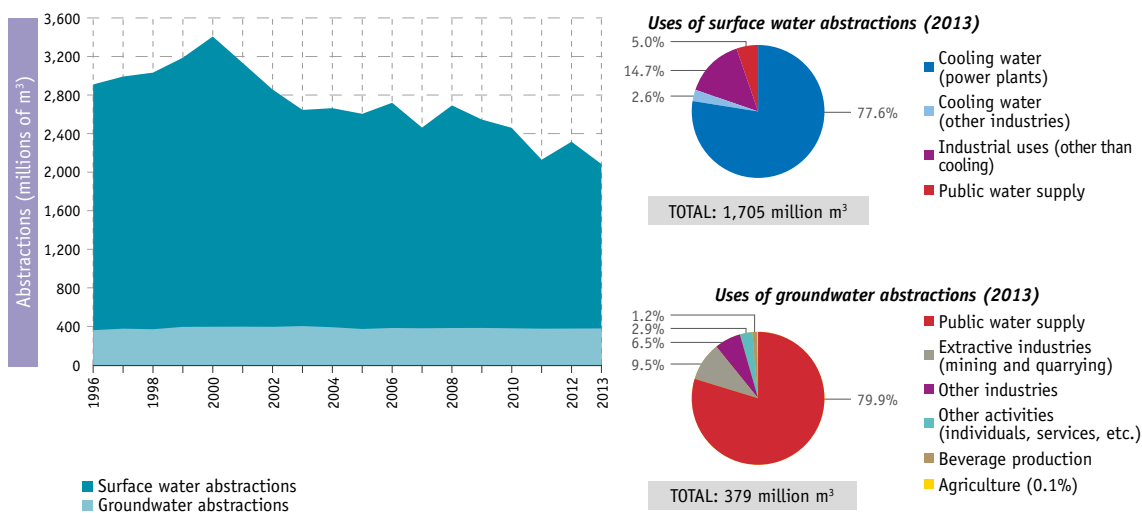 Abstractions (millions of m³)
3,600
3,200
2,800
2,400
2,000
1,600
1,200
800
400
0
1996
1998
2000
2002
2004
2006
2008
2010
2012
2013
Surface water abstractions
Groundwater abstractions
Uses of surface water abstractions (2013)
5.0%
14.7%
2.6%
77.6%
Cooling water
(power plants)
Cooling water
(other industries)
Industrial uses (other than
cooling)
Public water supply
TOTAL: 1,705 million m³
Uses of groundwater abstractions (2013)
1.2%
2.9%
6.5%
9.5%
79.9%
Public water supply
Extractive industries
(mining and quarrying)
Other industries
Other activities
(individuals, services, etc.)
Beverage production
Agriculture (0.1%)
TOTAL: 379 million m³